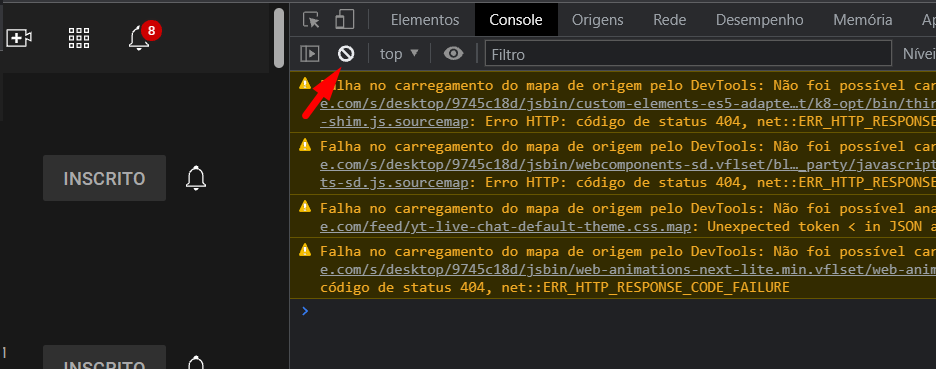 8
INSCRITO
INSCRITO
Elementos Console Origens Rede Desempenho Memória
top Filtro
Falha no carregamento do mapa de origem pelo DevTools: Não foi possível car
e.com/s/desktop/9745c18d/jsbin/custom-elements-es5-adapte…t/k8-opt/bin/thir
-shim.js.sourcemap: Erro HTTP: código de status 404, net::ERR_HTTP_RESPONSE
Falha no carregamento do mapa de origem pelo DevTools: Não foi possível car
e.com/s/desktop/9745c18d/jsbin/webcomponents-sd.vflset/bl…_party/javascript
ts-sd.js.sourcemap: Erro HTTP: código de status 404, net::ERR_HTTP_RESPONSE
Falha no carregamento do mapa de origem pelo DevTools: Não foi possível ana
e.com/feed/yt-live-chat-default-theme.css.map: Unexpected token < in JSON a
Falha no carregamento do mapa de origem pelo DevTools: Não foi possível car
e.com/s/desktop/9745c18d/jsbin/web-animations-next-lite.min.vflset/web-anim
código de status 404, net::ERR_HTTP_RESPONSE_CODE_FAILURE